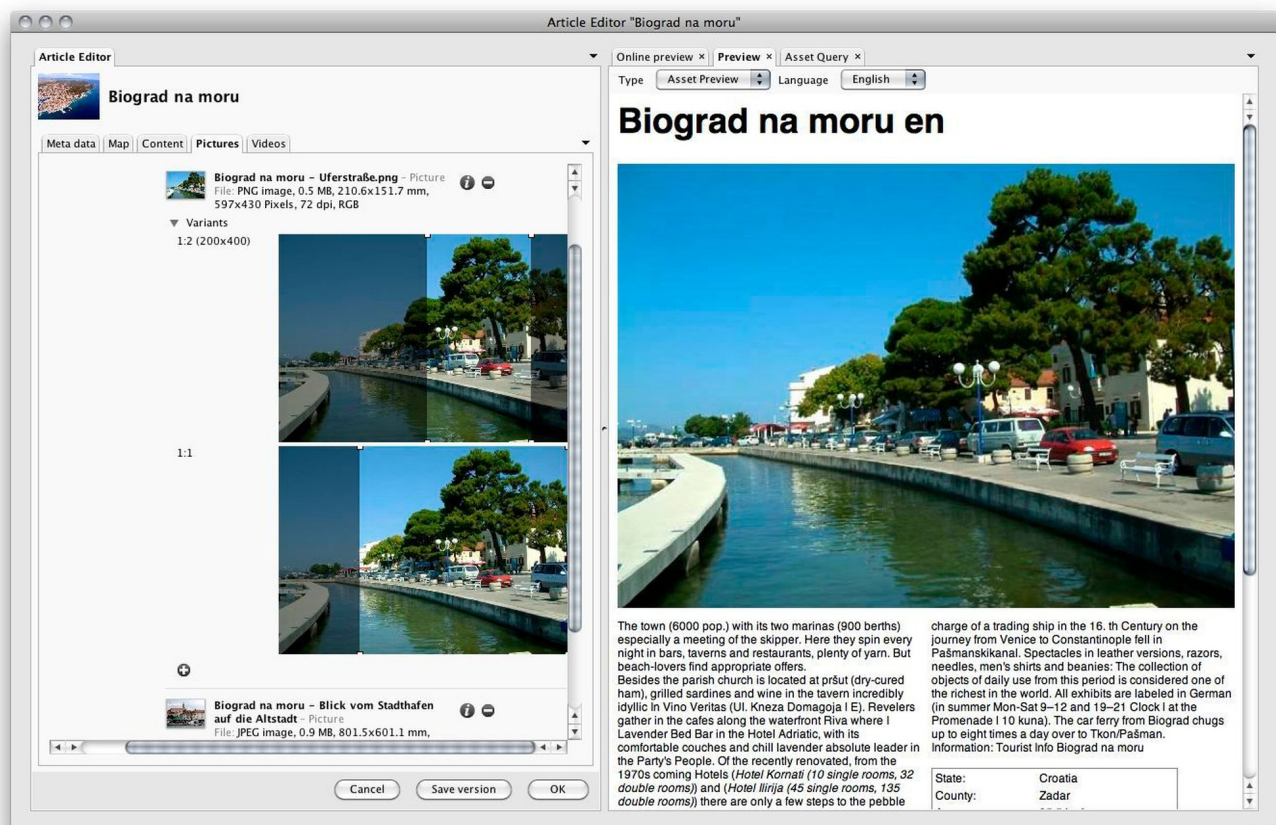 Article Editor "Biograd na moru"
Article Editor
Biograd na moru
Meta data Map Content Pictures Videos
Biograd na moru – Uferstraße.png – Picture
File: PNG image, 0.5 MB, 210.6x151.7 mm,
597x430 Pixels, 72 dpi, RGB
Variants
1:2 (200x400)
1:1
Biograd na moru – Blick vom Stadthafen
auf die Altstadt – Picture
File: JPEG image, 0.9 MB, 801.5x601.1 mm,
Cancel Save version OK
Online preview × Preview × Asset Query ×
Type Asset Preview Language English
Biograd na moru en
The town (6000 pop.) with its two marinas (900 berths)
especially a meeting of the skipper. Here they spin every
night in bars, taverns and restaurants, plenty of yarn. But
beach-lovers find appropriate offers.
Besides the parish church is located at pršut (dry-cured
ham), grilled sardines and wine in the tavern incredibly
idyllic In Vino Veritas (Ul. Kneza Domagoja I E). Revelers
gather in the cafes along the waterfront Riva where I
Lavender Bed Bar in the Hotel Adriatic, with its
comfortable couches and chill lavender absolute leader in
the Party's People. Of the recently renovated, from the
1970s coming Hotels (Hotel Kornati (10 single rooms, 32
double rooms)) and (Hotel Ilirija (45 single rooms, 135
double rooms)) there are only a few steps to the pebble
charge of a trading ship in the 16. th Century on the
journey from Venice to Constantinople fell in
Pašmanskikanal. Spectacles in leather versions, razors,
needles, men's shirts and beanies: The collection of
objects of daily use from this period is considered one of
the richest in the world. All exhibits are labeled in German
(in summer Mon-Sat 9–12 and 19–21 Clock I at the
Promenade I 10 kuna). The car ferry from Biograd chugs
up to eight times a day over to Tkon/Pašman.
Information: Tourist Info Biograd na moru
State: Croatia
County: Zadar